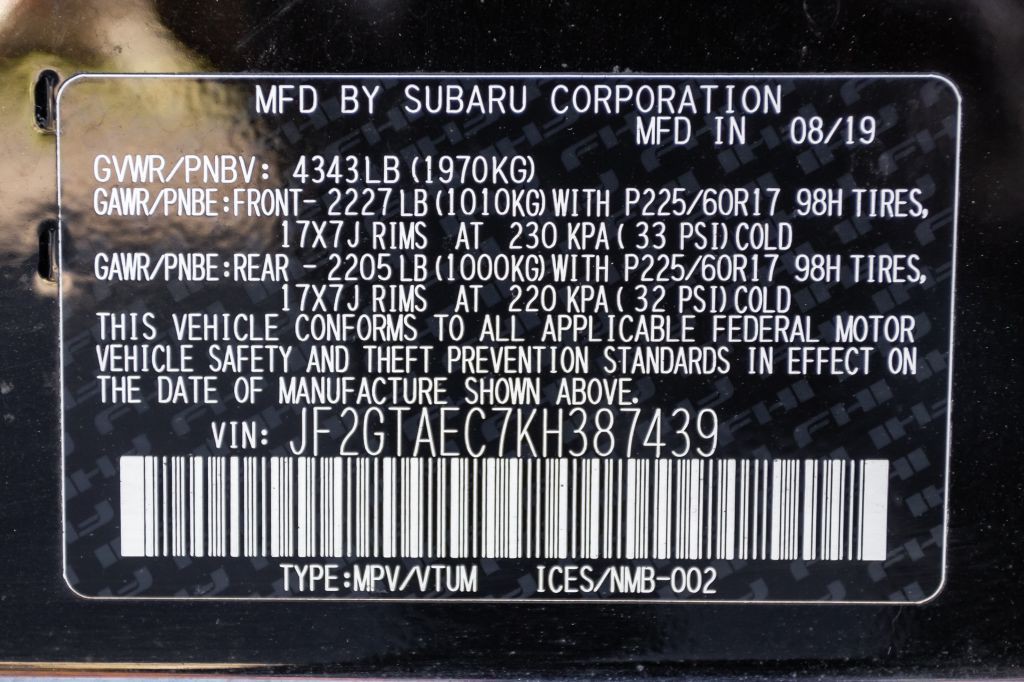 MFD BY SUBARU CORPORATION
MFD IN 08/19
GVWR/PNBV: 4343LB (1970KG)
GAWR/PNBE:FRONT- 2227 LB (1010KG) WITH P225/60R17 98H TIRES,
17X7J RIMS AT 230 KPA ( 33 PSI) COLD
GAWR/PNBE:REAR - 2205 LB (1000KG) WITH P225/60R17 98H TIRES,
17X7J RIMS AT 220 KPA ( 32 PSI) COLD
THIS VEHICLE CONFORMS TO ALL APPLICABLE FEDERAL MOTOR
VEHICLE SAFETY AND THEFT PREVENTION STANDARDS IN EFFECT ON
THE DATE OF MANUFACTURE SHOWN ABOVE.
VIN: JF2GTAEC7KH387439
TYPE:MPV/VTUM ICES/NMB-002